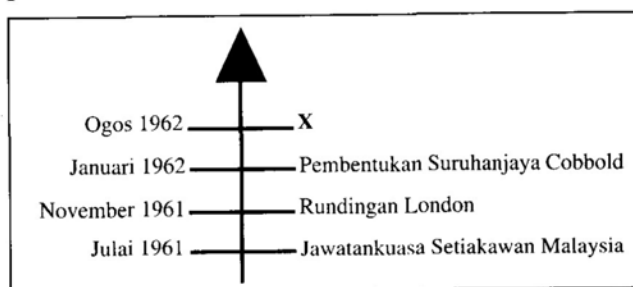 Ogos 1962 X
Januari 1962 Pembentukan Suruhanjaya Cobbold
November 1961 Rundingan London
Julai 1961 Jawatankuasa Setiakawan Malaysia